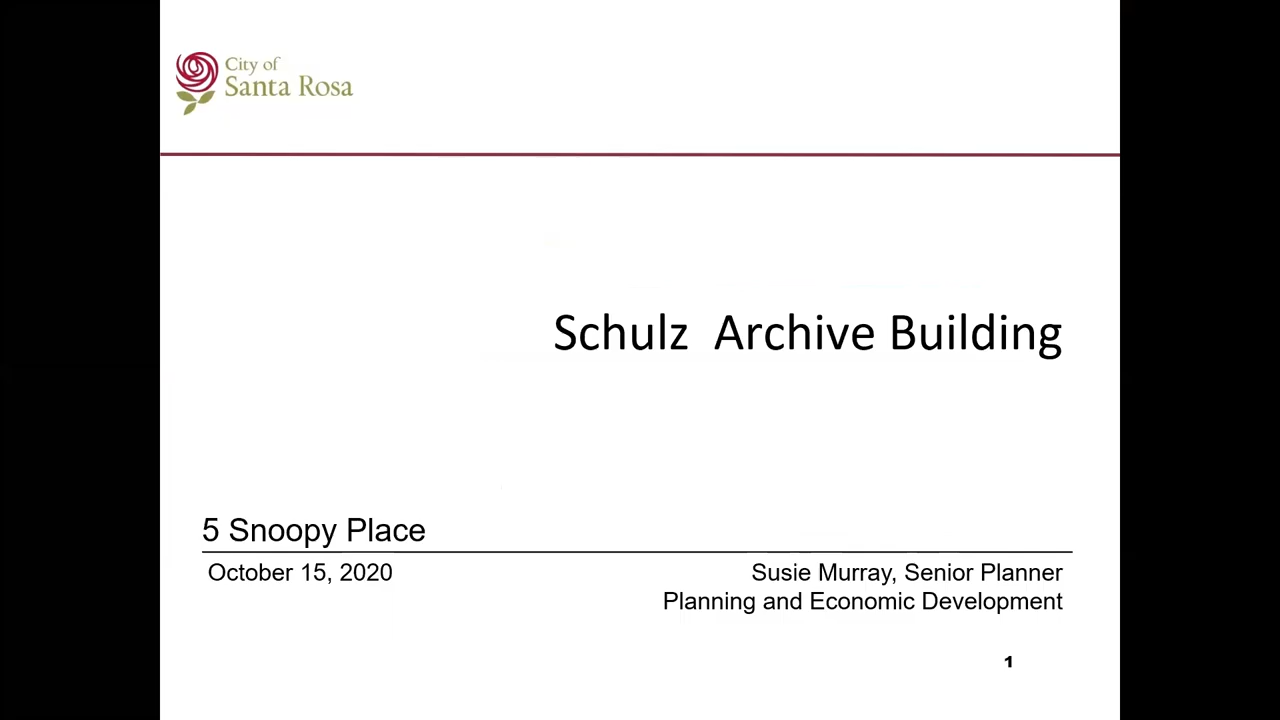 City of
Santa Rosa
Schulz  Archive Building
5 Snoopy Place
October 15, 2020
Susie Murray, Senior Planner
Planning and Economic Development
1